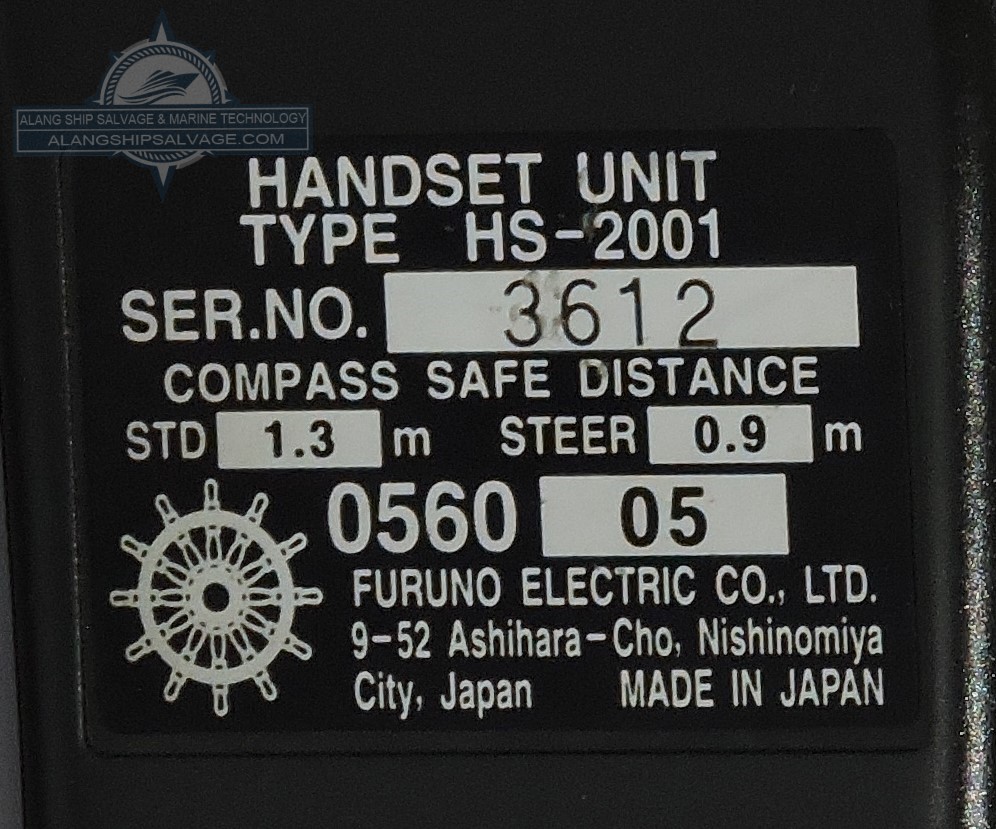 ALANG SHIP SALVAGE & MARINE TECHNOLOGY
ALANGSHIPSALVAGE.COM
HANDSET UNIT
TYPE HS-2001
SER.NO. 3612
COMPASS SAFE DISTANCE
STD 1.3 m STEER 0.9 m
0560 05
FURUNO ELECTRIC CO., LTD.
9-52 Ashihara-Cho, Nishinomiya
City, Japan MADE IN JAPAN